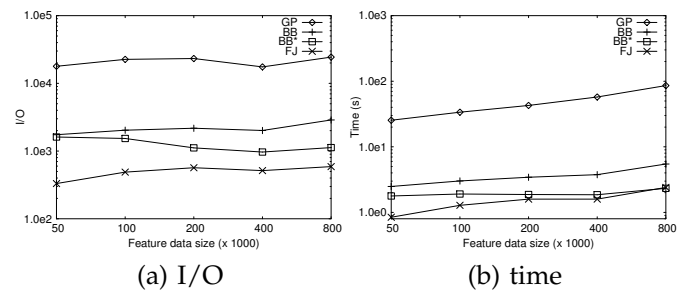 1.0e5
1.0e4
1.0e3
1.0e2
I/O
GP
BB
BB*
FJ
50 100 200 400 800
Feature data size (x 1000)
(a) I/O
1.0e3
1.0e2
1.0e1
1.0e0
Time (s)
GP
BB
BB*
FJ
50 100 200 400 800
Feature data size (x 1000)
(b) time